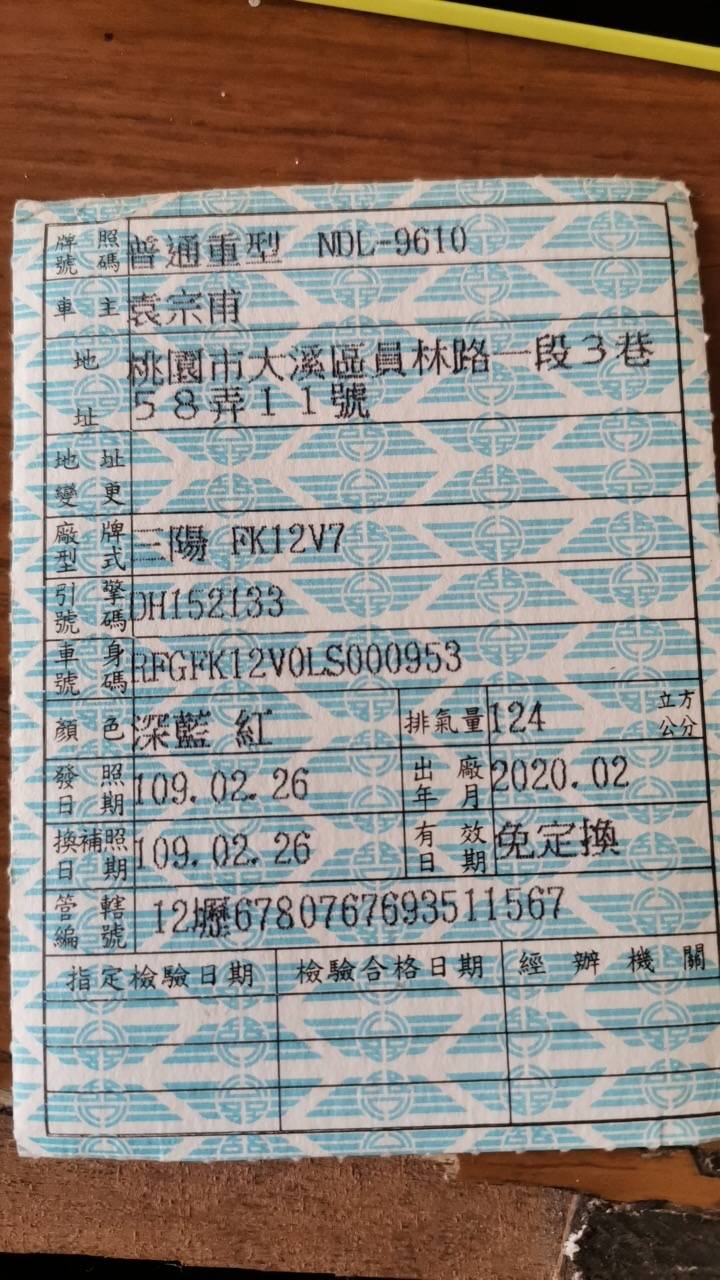 牌照號碼 普通重型 NDL-9610
車主 袁宗甫
地址 桃園市大溪區員林路一段3巷
58弄11號
地址變更
廠牌型式 三陽 FK12V7
引擎號碼 DH152133
車身號碼 RFGFK12V0LS000953
顏色 深藍 紅 排氣量 124 立方公分
發照日期 109.02.26 出廠年月 2020.02
換補照日期 109.02.26 有效日期 免定換
管轄編號 12壢6780767693511567
指定檢驗日期 檢驗合格日期 經辦機關